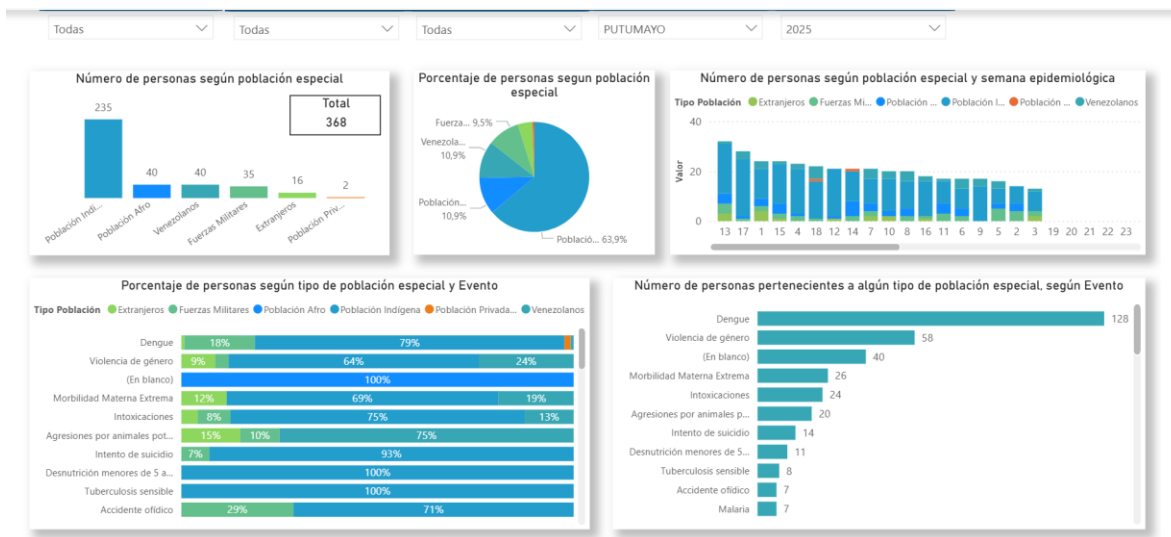 Todas
Todas
Todas
PUTUMAYO
2025
Número de personas según población especial
Total
368
235
40
40
35
16
2
Población Indi...
Población Afro
Venezolanos
Fuerzas Militares
Extranjeros
Población Priv...
Porcentaje de personas segun población
especial
Fuerza... 9,5%
Venezola...
10,9%
Población...
10,9%
Població... 63,9%
Número de personas según población especial y semana epidemiológica
Tipo Población Extranjeros Fuerzas Mi... Población ... Población I... Población ... Venezolanos
Valor
40
20
0
13 17 1 15 4 18 12 14 7 10 8 16 11 6 9 5 2 3 19 20 21 22 23
Porcentaje de personas según tipo de población especial y Evento
Tipo Población Extranjeros Fuerzas Militares Población Afro Población Indígena Población Privada... Venezolanos
Dengue 18% 79%
Violencia de género 9% 64% 24%
(En blanco) 100%
Morbilidad Materna Extrema 12% 69% 19%
Intoxicaciones 8% 75% 13%
Agresiones por animales pot... 15% 10% 75%
Intento de suicidio 7% 93%
Desnutrición menores de 5 a... 100%
Tuberculosis sensible 100%
Accidente ofídico 29% 71%
Número de personas pertenecientes a algún tipo de población especial, según Evento
Dengue 128
Violencia de género 58
(En blanco) 40
Morbilidad Materna Extrema 26
Intoxicaciones 24
Agresiones por animales p... 20
Intento de suicidio 14
Desnutrición menores de 5... 11
Tuberculosis sensible 8
Accidente ofídico 7
Malaria 7